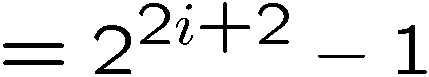 = 2^{2i+2} - 1